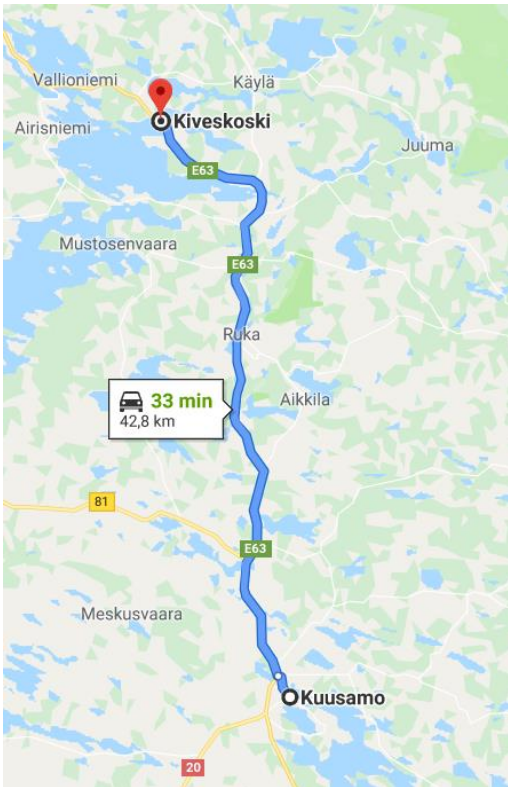 Vallioniemi
Käylä
Kiveskoski
Airisniemi
Juuma
E63
Mustosenvaara
E63
Ruka
33 min
42,8 km
Aikkila
81
E63
Meskusvaara
Kuusamo
20